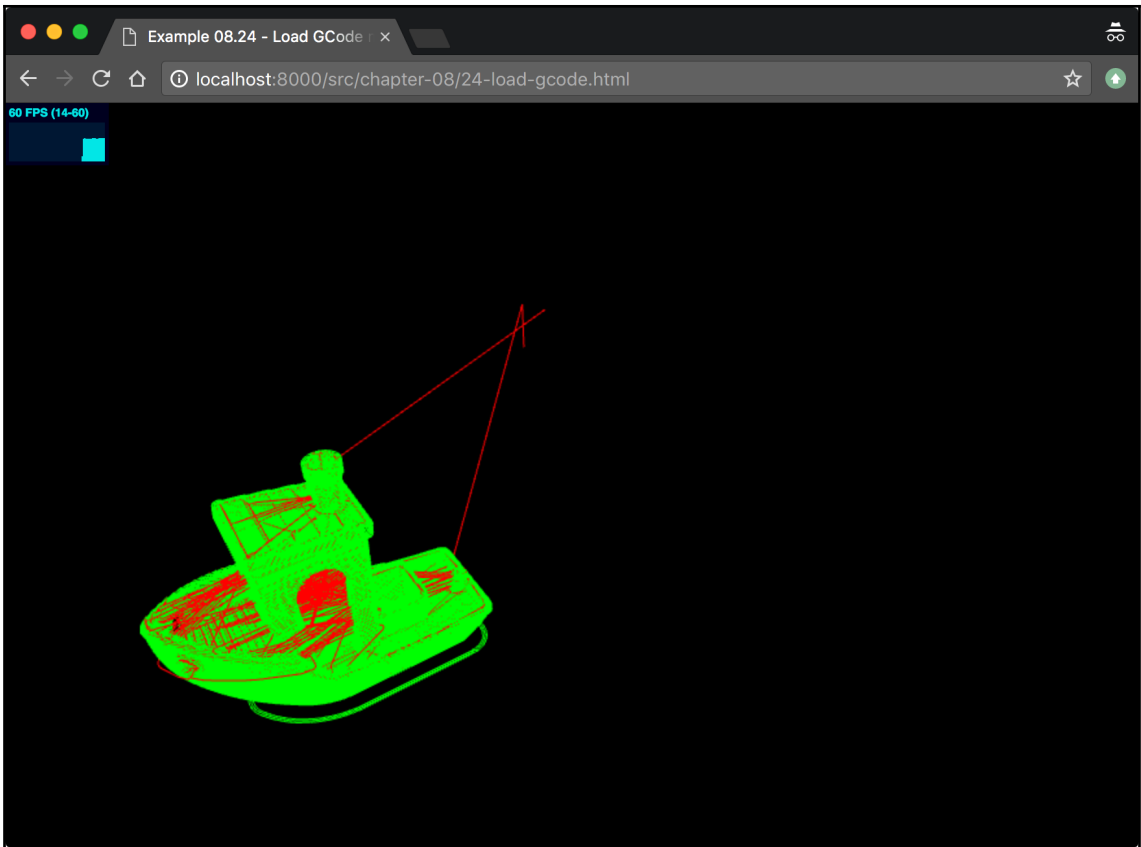 Example 08.24 - Load GCode
localhost:8000/src/chapter-08/24-load-gcode.html
60 FPS (14-60)